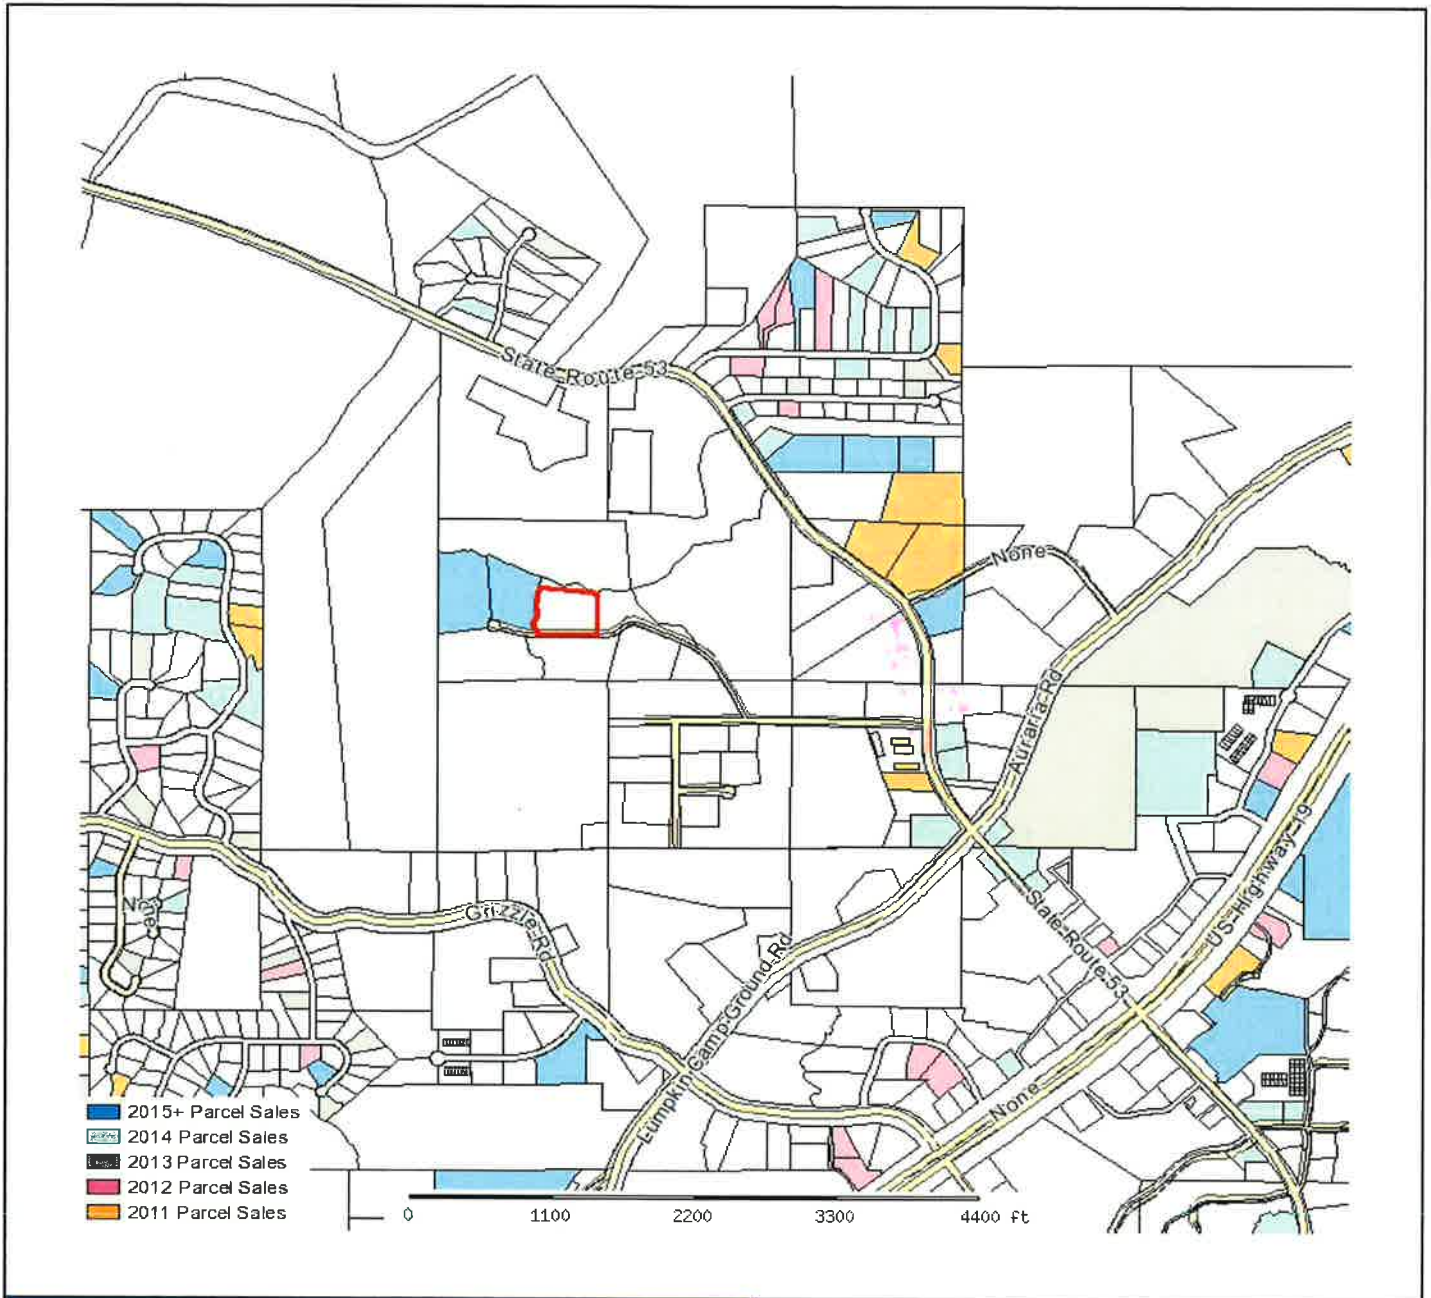 State Route 53
None
Auraria Rd
US Highway 19
None
Grizzle Rd
State Route 53
Lumpkin Camp Ground Rd
None
2015+ Parcel Sales
2014 Parcel Sales
2013 Parcel Sales
2012 Parcel Sales
2011 Parcel Sales
0 1100 2200 3300 4400 ft